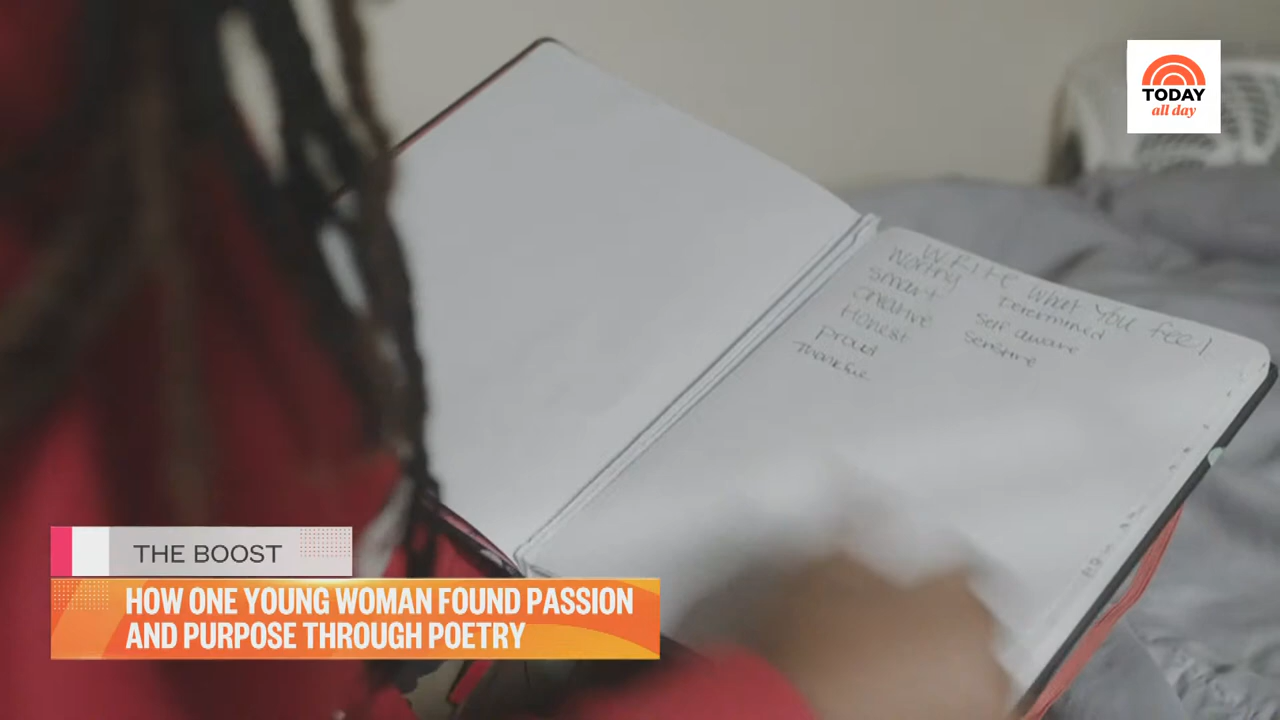 TODAY
all day
Write what you feel
Worthy
Smart
Creative
Honest
Proud
Thankful
Determined
Self aware
Sensitive
THE BOOST
HOW ONE YOUNG WOMAN FOUND PASSION
AND PURPOSE THROUGH POETRY